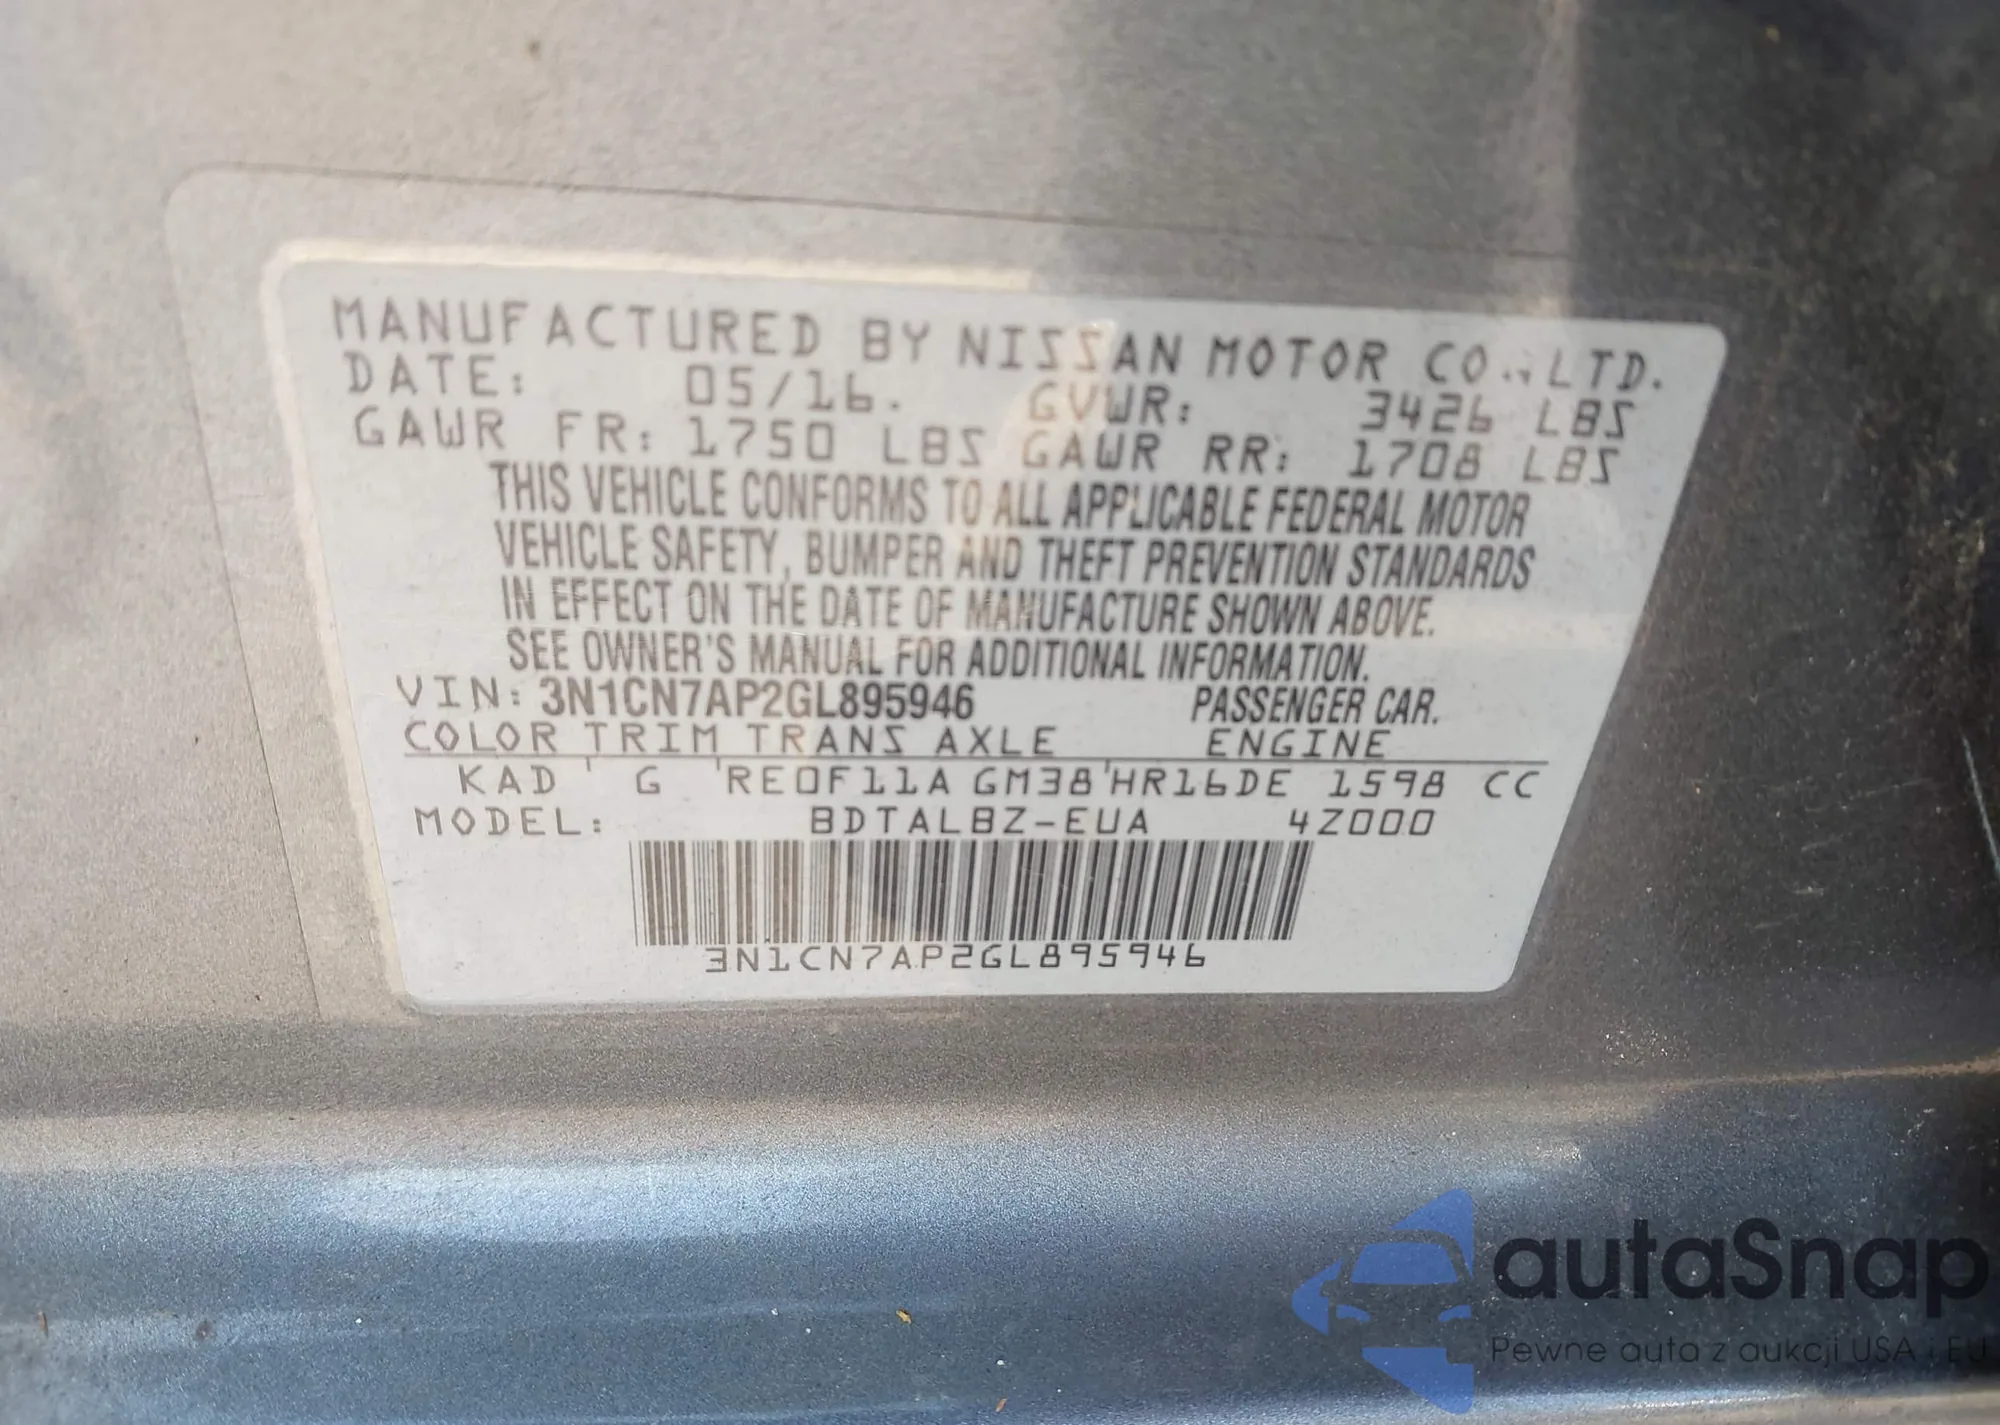 MANUFACTURED BY NISSAN MOTOR CO., LTD.
DATE: 05/16. GVWR: 3426 LBS
GAWR FR: 1750 LBS GAWR RR: 1708 LBS
THIS VEHICLE CONFORMS TO ALL APPLICABLE FEDERAL MOTOR
VEHICLE SAFETY, BUMPER AND THEFT PREVENTION STANDARDS
IN EFFECT ON THE DATE OF MANUFACTURE SHOWN ABOVE.
SEE OWNER'S MANUAL FOR ADDITIONAL INFORMATION.
VIN: 3N1CN7AP2GL895946 PASSENGER CAR.
COLOR TRIM TRANS AXLE ENGINE
KAD G RE0F11A GM38 HR16DE 1598 CC
MODEL: BDTALBZ-EUA 4Z000
3N1CN7AP2GL895946
autaSnap
Pewne auta z aukcji USA i EU